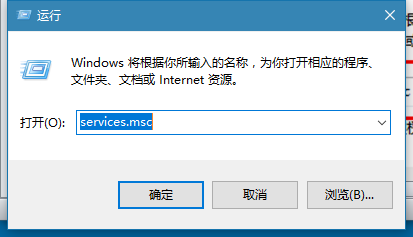 运行
Windows 将根据你所输入的名称，为你打开相应的程序、
文件夹、文档或 Internet 资源。
打开(O): services.msc
确定 取消 浏览(B)...